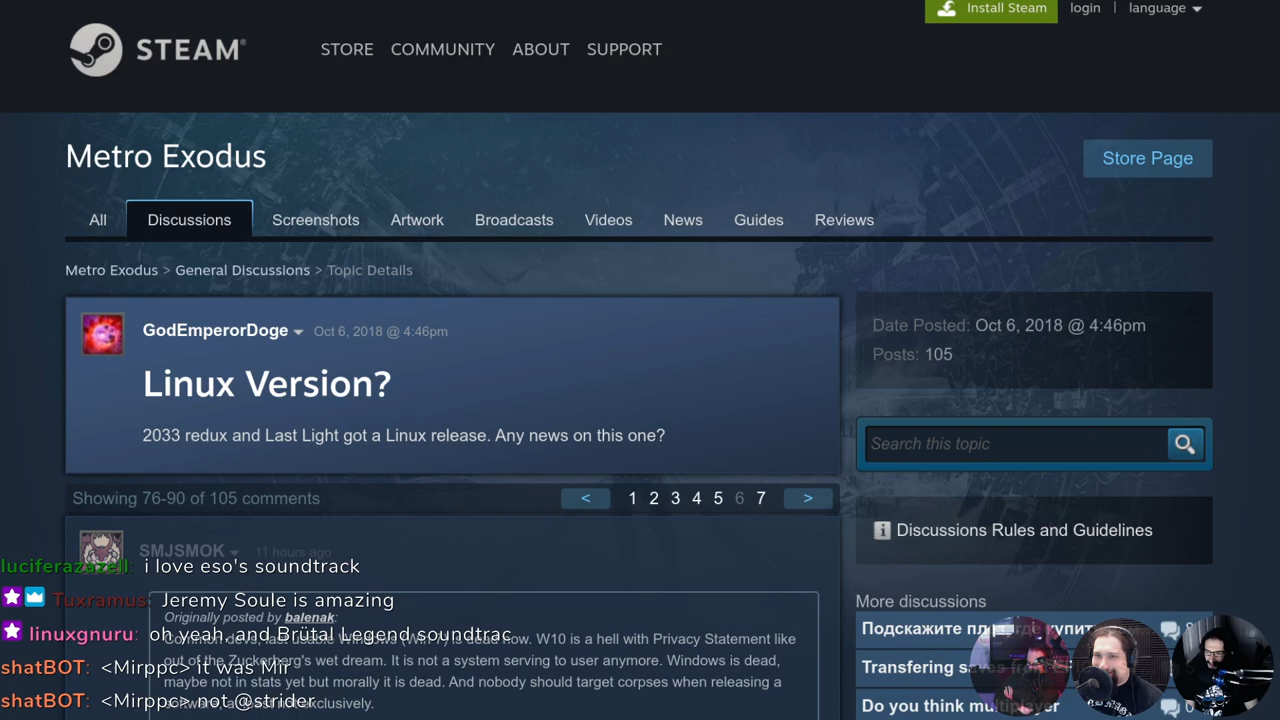 Install Steam
login | language
STEAM®
STORE COMMUNITY ABOUT SUPPORT
Metro Exodus
Store Page
All Discussions Screenshots Artwork Broadcasts Videos News Guides Reviews
Metro Exodus > General Discussions > Topic Details
GodEmperorDoge Oct 6, 2018 @ 4:46pm
Linux Version?
2033 redux and Last Light got a Linux release. Any news on this one?
Date Posted: Oct 6, 2018 @ 4:46pm
Posts: 105
Search this topic
Showing 76-90 of 105 comments
< 1 2 3 4 5 6 7 >
Discussions Rules and Guidelines
SMJSMOK 11 hours ago
luciferazazell: i love eso's soundtrack
Tuxramus: Jeremy Soule is amazing
Originally posted by balenak:
linuxgnuru: oh yeah, and Brütal Legend soundtrac
now. W10 is a hell with Privacy Statement like
shatBOT: <Mirppc> it was Mir
out of the Zuckerberg's wet dream. It is not a system serving to user anymore. Windows is dead,
maybe not in stats yet but morally it is dead. And nobody should target corpses when releasing a
shatBOT: <Mirppc> not @strider
exclusively.
More discussions
Подскажите
Transfering
Do you think multiplayer